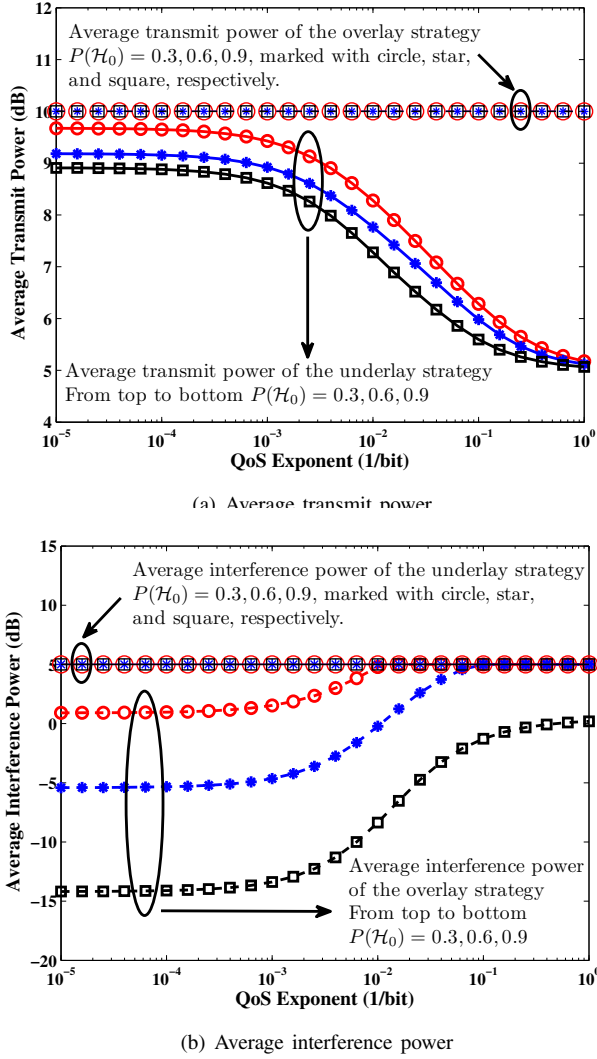 12
11
10
9
8
7
6
5
4
Average Transmit Power (dB)
Average transmit power of the overlay strategy
P(ℋ₀) = 0.3, 0.6, 0.9, marked with circle, star,
and square, respectively.
Average transmit power of the underlay strategy
From top to bottom P(ℋ₀) = 0.3, 0.6, 0.9
10⁻⁵ 10⁻⁴ 10⁻³ 10⁻² 10⁻¹ 10⁰
QoS Exponent (1/bit)
(a) Average transmit power
15
10
5
0
−5
−10
−15
−20
Average Interference Power (dB)
Average interference power of the underlay strategy
P(ℋ₀) = 0.3, 0.6, 0.9, marked with circle, star,
and square, respectively.
Average interference power
of the overlay strategy
From top to bottom
P(ℋ₀) = 0.3, 0.6, 0.9
10⁻⁵ 10⁻⁴ 10⁻³ 10⁻² 10⁻¹ 10⁰
QoS Exponent (1/bit)
(b) Average interference power